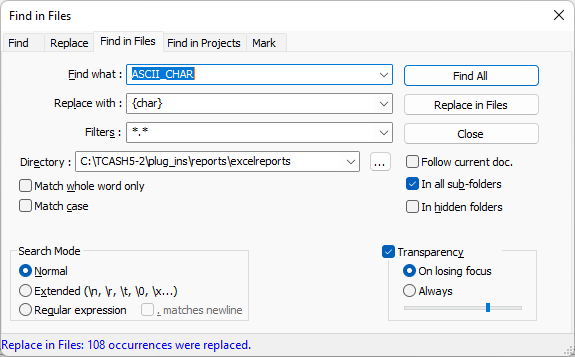 Find in Files
Find Replace Find in Files Find in Projects Mark
Find what : ASCII_CHAR Find All
Replace with : {char} Replace in Files
Filters : *.* Close
Directory : C:\TCASH5-2\plug_ins\reports\excelreports ... Follow current doc.
Match whole word only In all sub-folders
Match case In hidden folders
Search Mode Transparency
Normal On losing focus
Extended (\n, \r, \t, \0, \x...) Always
Regular expression . matches newline
Replace in Files: 108 occurrences were replaced.